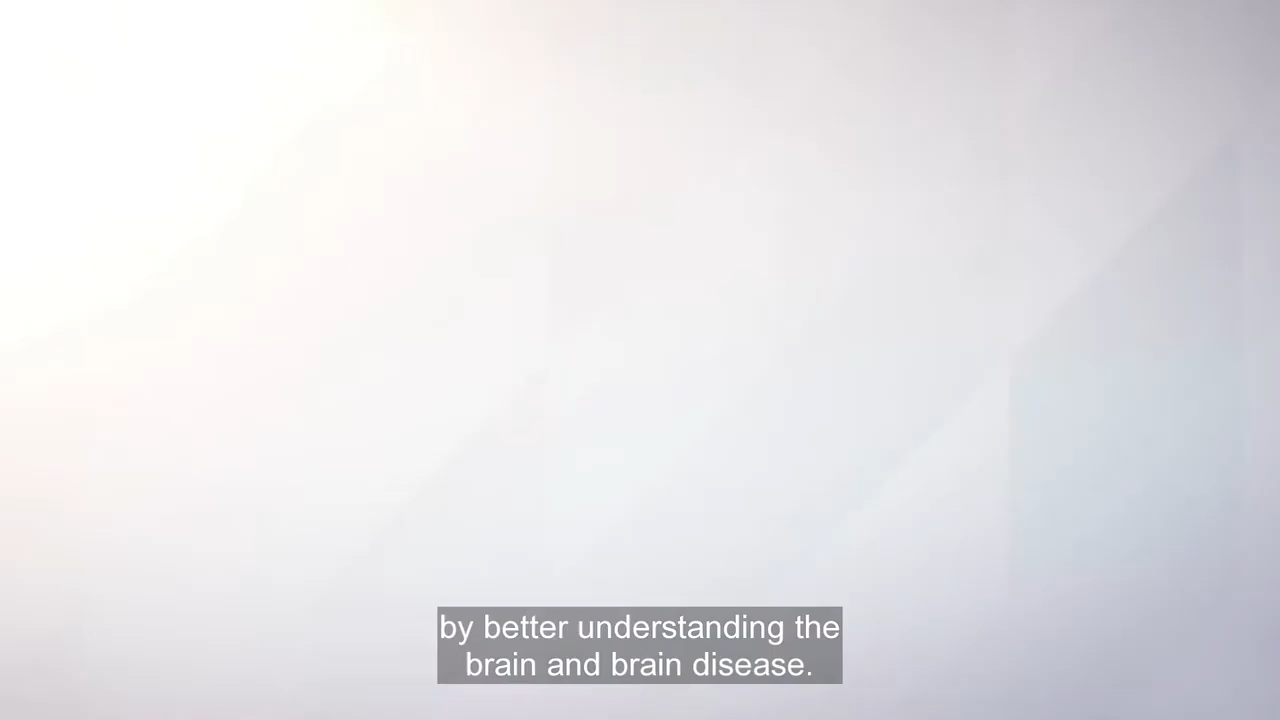 by better understanding the
brain and brain disease.